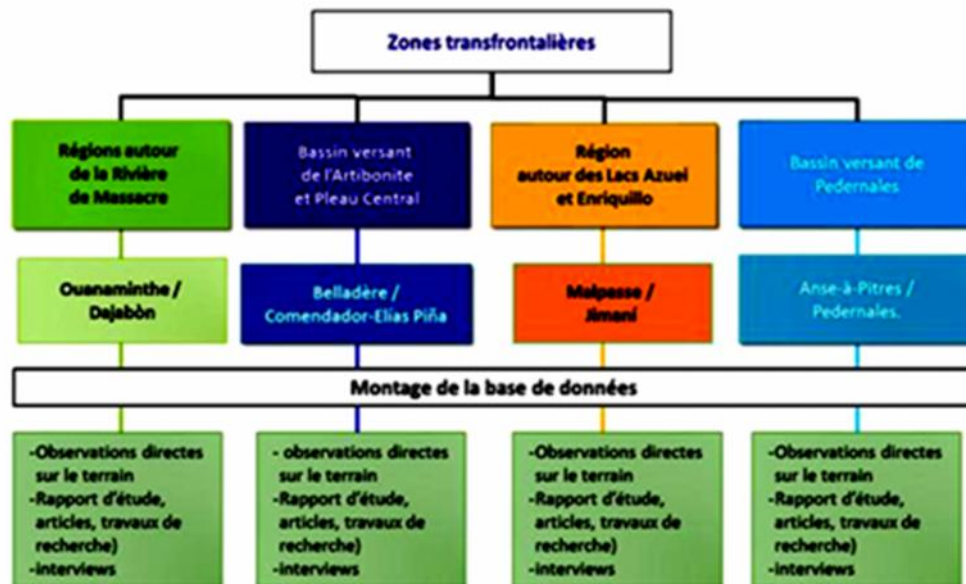 Zones transfrontalières
Régions autour
de la Rivière
de Massacre
Bassin versant
de l'Artibonite
et Pleau Central
Région
autour des Lacs Azuei
et Enriquillo
Bassin versant de
Pedernales
Ouanaminthe /
Dajabòn
Belladère /
Comendador-Elías Piña
Malpasse /
Jimaní
Anse-à-Pitres /
Pedernales.
Montage de la base de données
-Observations directes
sur le terrain
-Rapport d'étude,
articles, travaux de
recherche)
-interviews
- observations directes
sur le terrain
-Rapport d'étude,
articles, travaux de
recherche)
-interviews
-Observations directes
sur le terrain
-Rapport d'étude,
articles, travaux de
recherche)
-interviews
-Observations directes
sur le terrain
-Rapport d'étude,
articles, travaux de
recherche)
-interviews